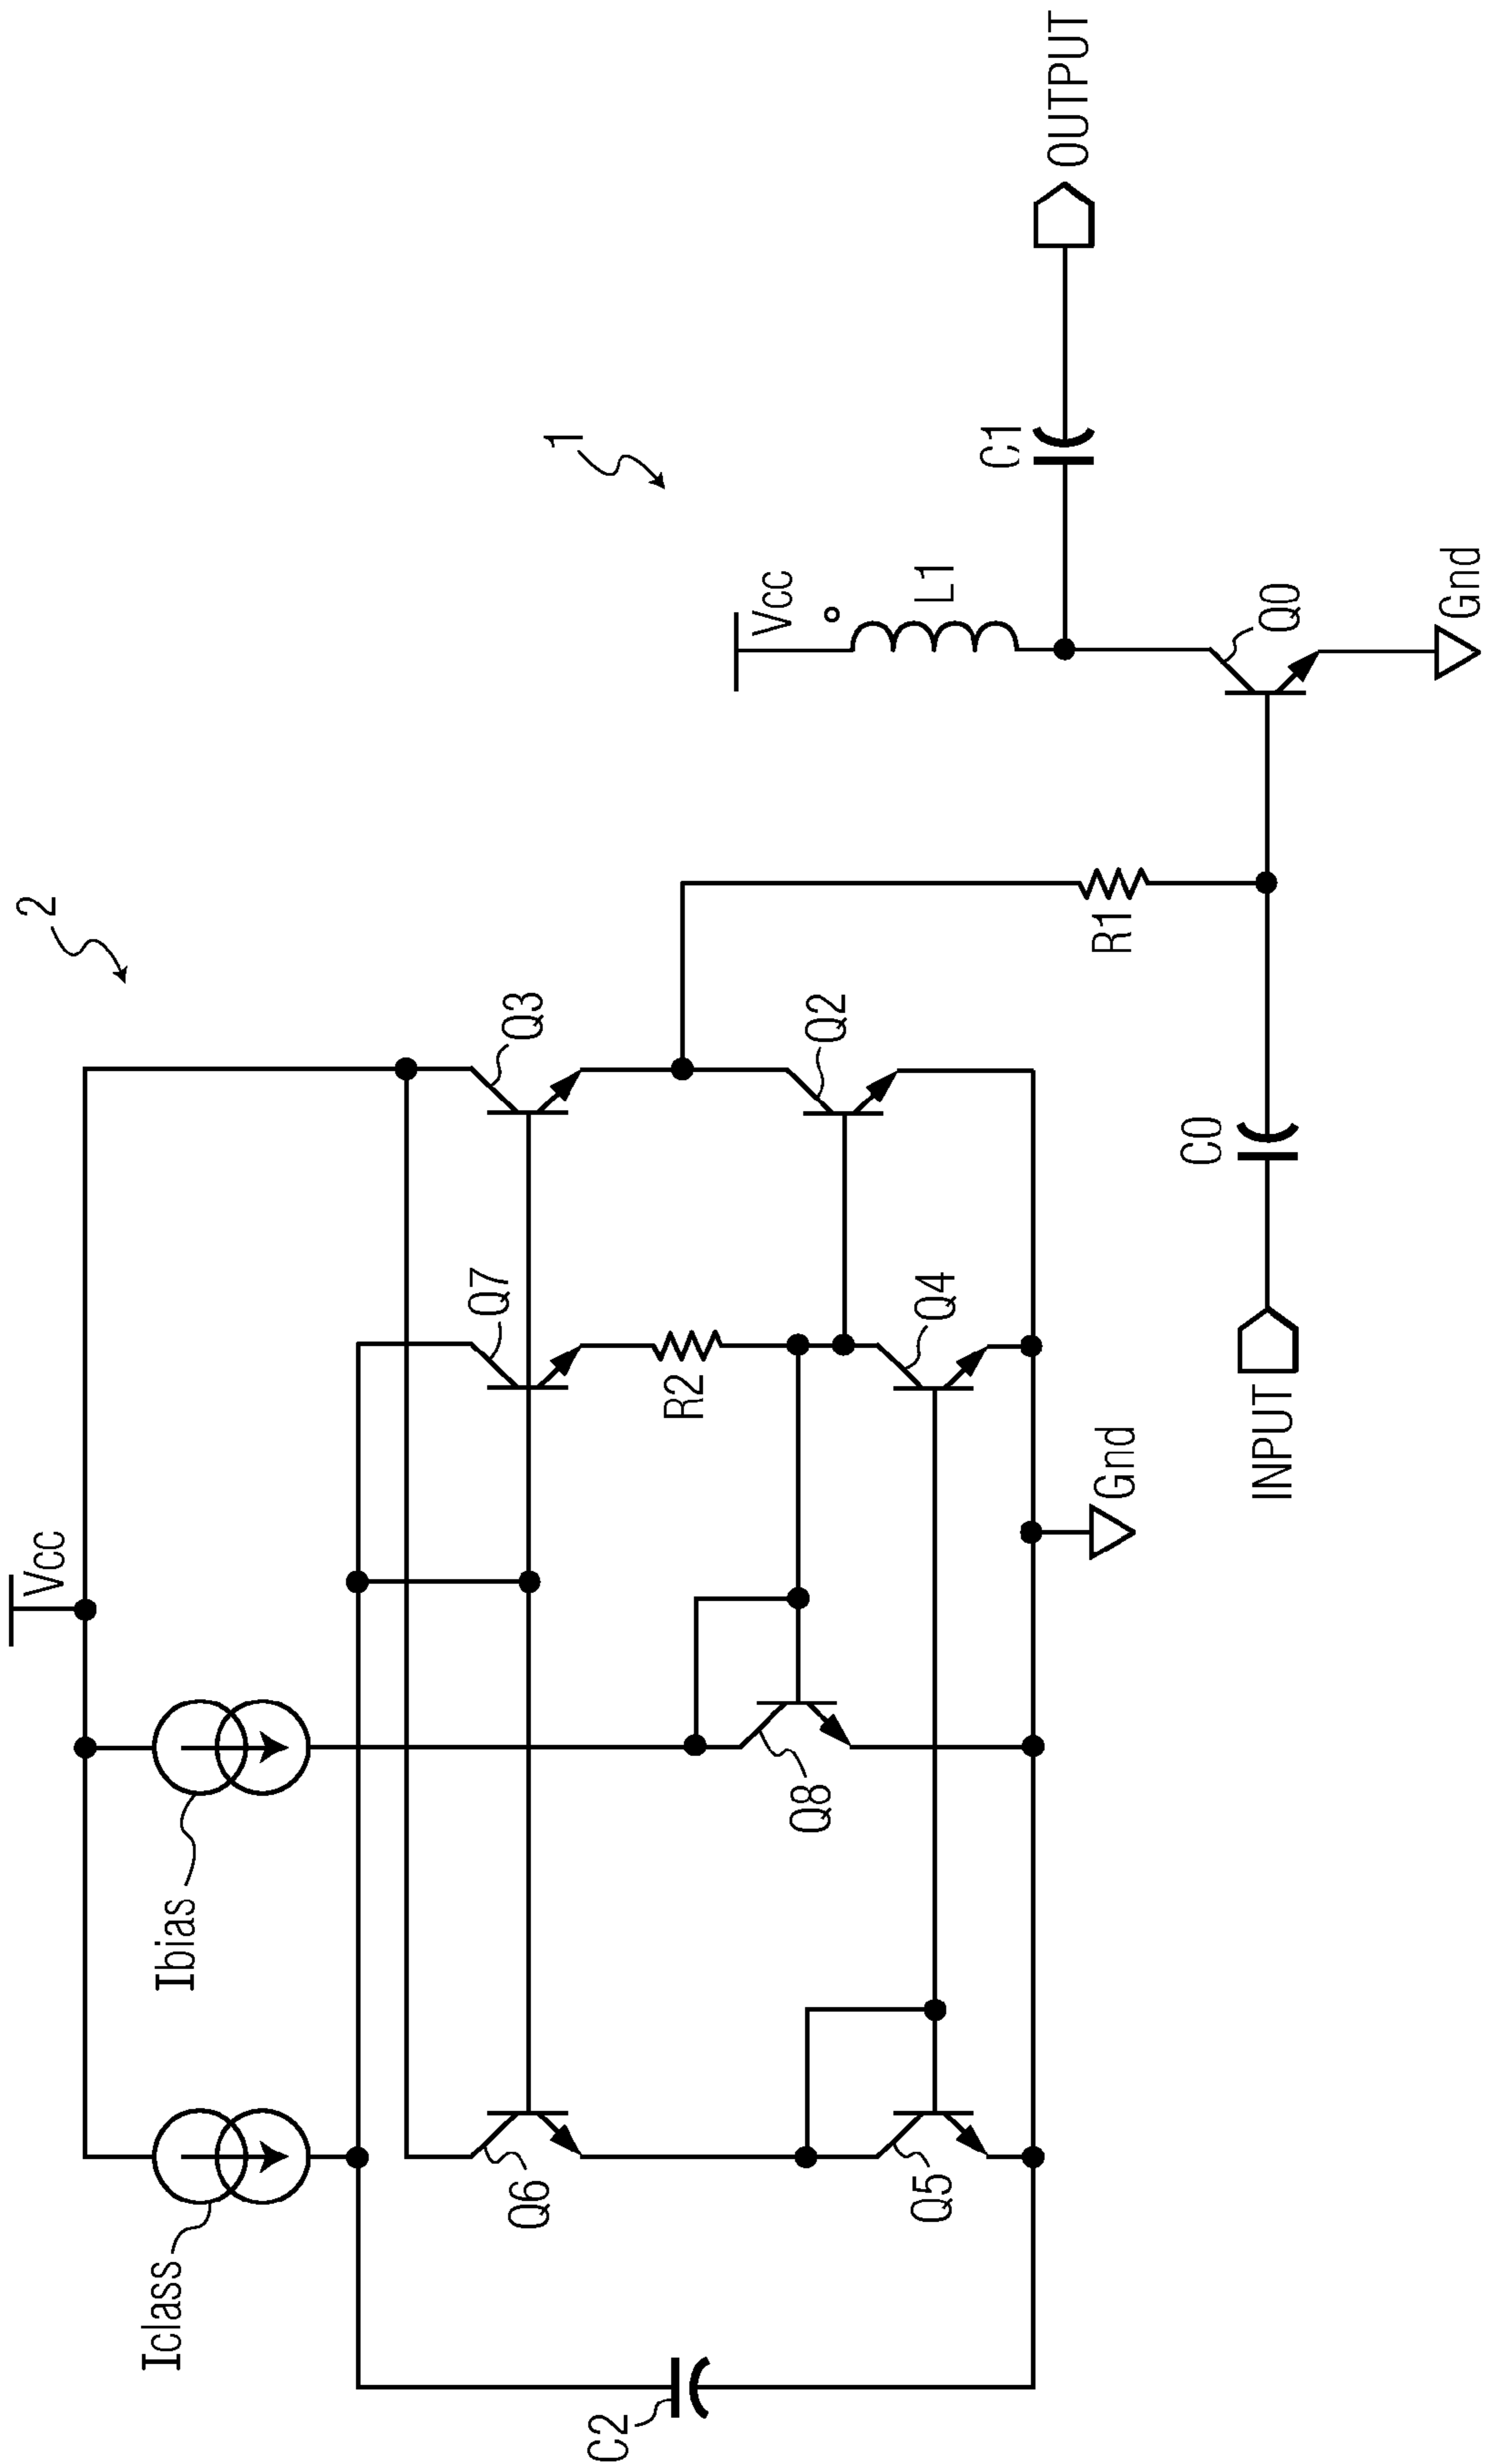 2
1
Vcc
Iclass
Ibias
Q6
Q7
Q3
C2
Q8
R2
Q2
Q5
Q4
Gnd
R1
Vcc
L1
C1
OUTPUT
INPUT
C0
Q0
Gnd